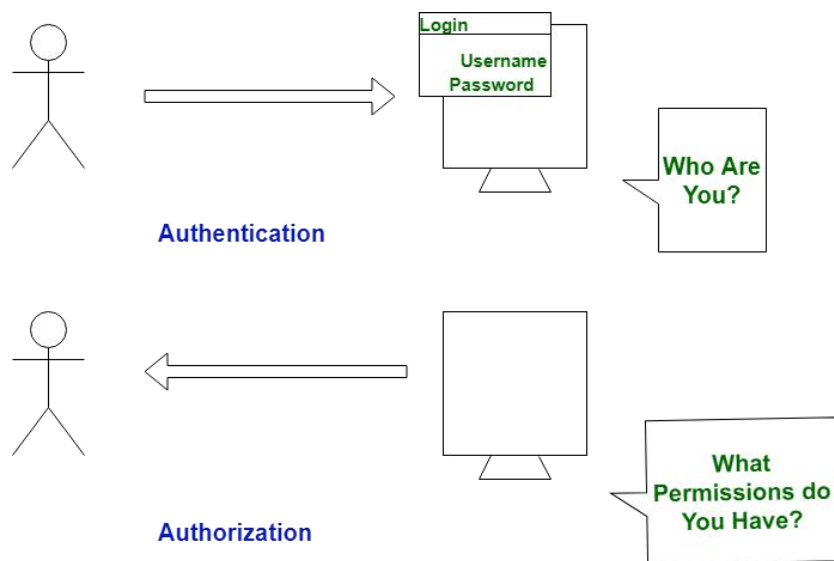 Login
Username
Password
Who Are
You?
Authentication
What
Permissions do
You Have?
Authorization